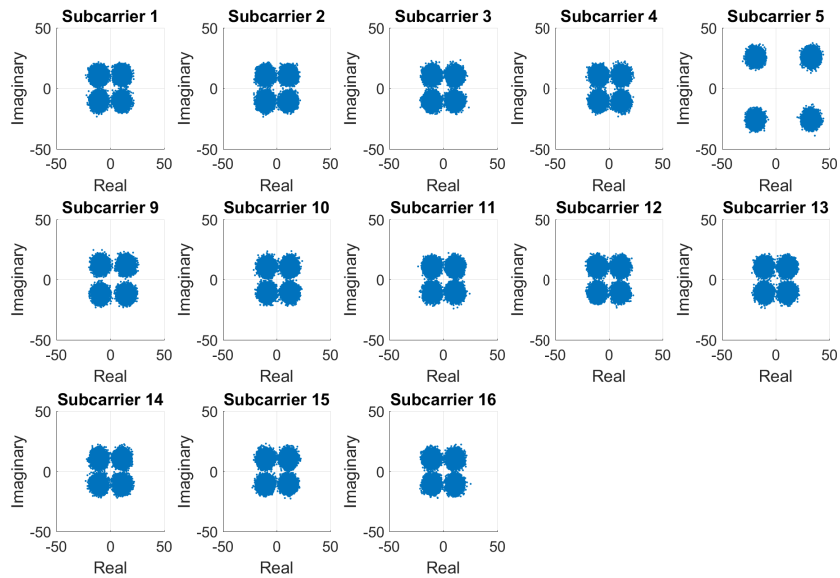 Subcarrier 1 Subcarrier 2 Subcarrier 3 Subcarrier 4 Subcarrier 5
50 50 50 50 50
Imaginary Imaginary Imaginary Imaginary Imaginary
0 0 0 0 0
-50 -50 -50 -50 -50
-50 0 50 -50 0 50 -50 0 50 -50 0 50 -50 0 50
Real Real Real Real Real
Subcarrier 9 Subcarrier 10 Subcarrier 11 Subcarrier 12 Subcarrier 13
50 50 50 50 50
Imaginary Imaginary Imaginary Imaginary Imaginary
0 0 0 0 0
-50 -50 -50 -50 -50
-50 0 50 -50 0 50 -50 0 50 -50 0 50 -50 0 50
Real Real Real Real Real
Subcarrier 14 Subcarrier 15 Subcarrier 16
50 50 50
Imaginary Imaginary Imaginary
0 0 0
-50 -50 -50
-50 0 50 -50 0 50 -50 0 50
Real Real Real